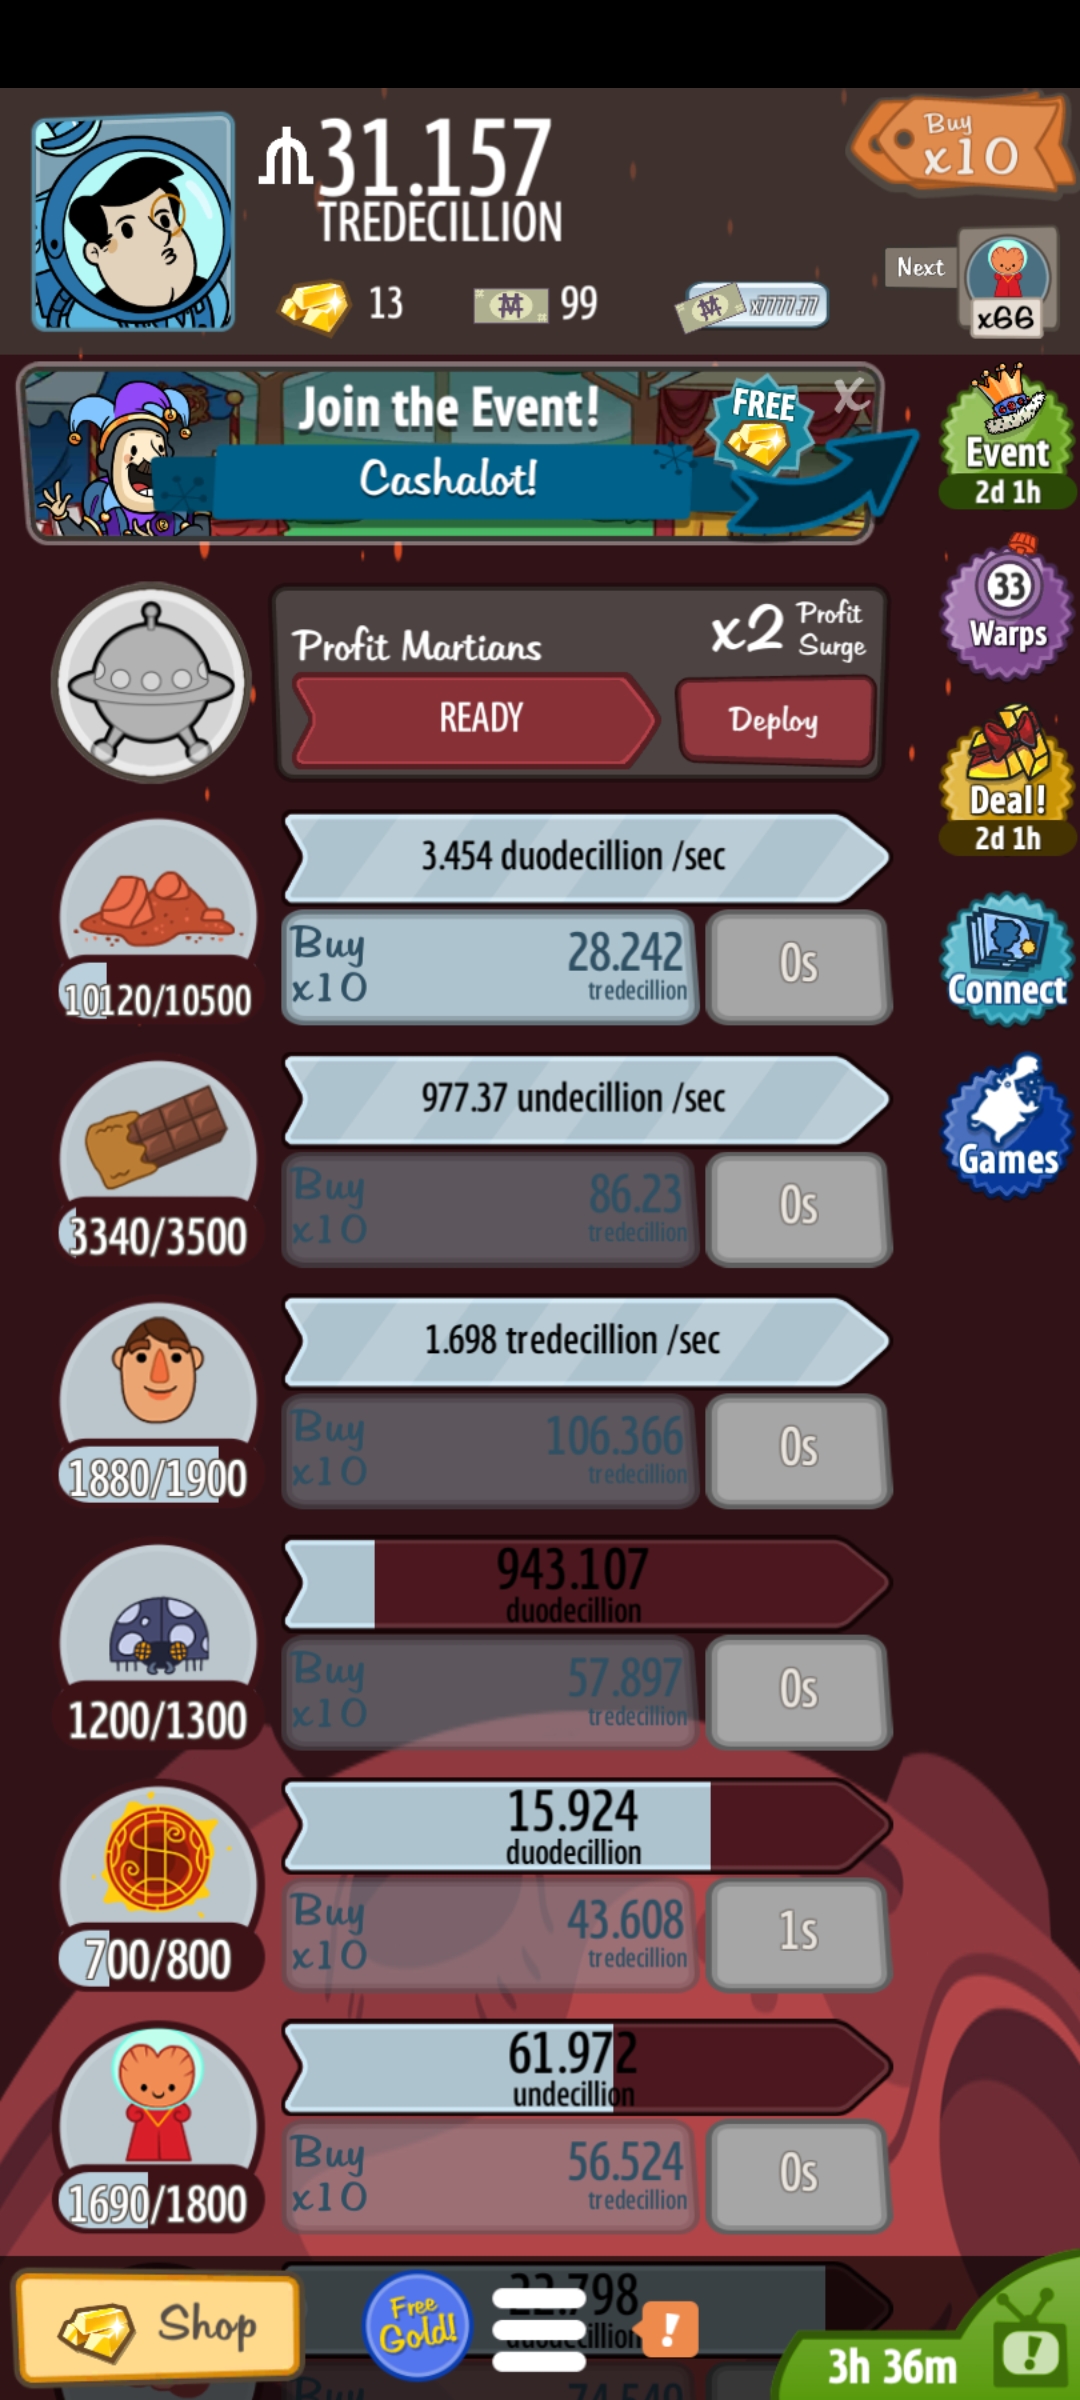 31.157
TREDECILLION
Buy
x10
13
99
x7777.77
Next
x66
Join the Event!
Cashalot!
FREE
X
Event
2d 1h
33
Warps
Profit Martians
x2 Profit
Surge
READY
Deploy
Deal!
2d 1h
3.454 duodecillion /sec
Buy
x10
28.242
tredecillion
0s
10120/10500
Connect
977.37 undecillion /sec
Buy
x10
86.23
tredecillion
0s
3340/3500
Games
1.698 tredecillion /sec
Buy
x10
106.366
tredecillion
0s
1880/1900
943.107
duodecillion
Buy
x10
57.897
tredecillion
0s
1200/1300
15.924
duodecillion
Buy
x10
43.608
tredecillion
1s
700/800
61.972
undecillion
Buy
x10
56.524
tredecillion
0s
1690/1800
Shop
Free
Gold!
!
3h 36m
!